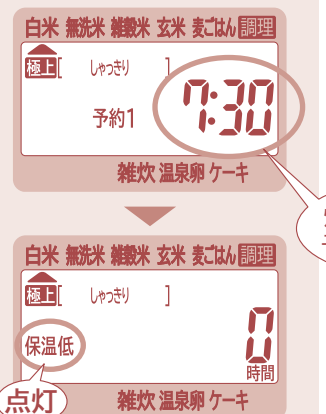 白米 無洗米 雑穀米 玄米 麦ごはん 調理
極上[ しゃっきり ]
予約1 7:30
雑炊 温泉卵 ケーキ
白米 無洗米 雑穀米 玄米 麦ごはん 調理
極上[ しゃっきり ]
保温低 0
時間
点灯
雑炊 温泉卵 ケーキ